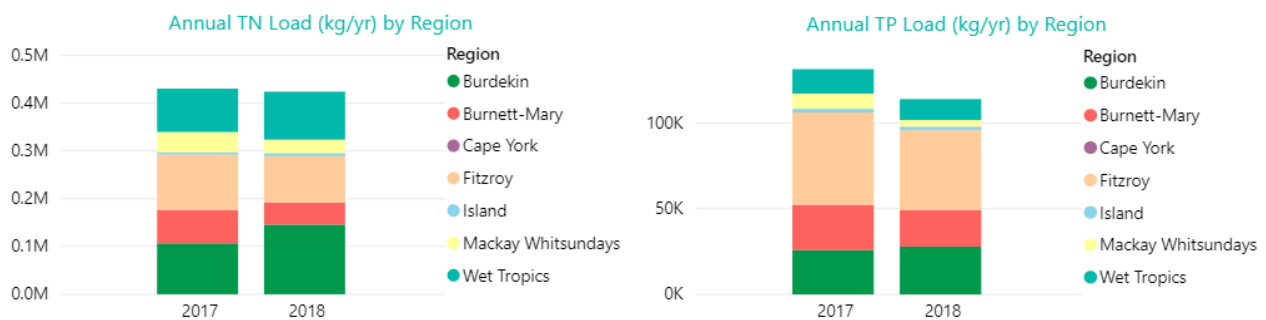 Annual TN Load (kg/yr) by Region
0.5M
0.4M
0.3M
0.2M
0.1M
0.0M
2017
2018
Region
Burdekin
Burnett-Mary
Cape York
Fitzroy
Island
Mackay Whitsundays
Wet Tropics
Annual TP Load (kg/yr) by Region
100K
50K
0K
2017
2018
Region
Burdekin
Burnett-Mary
Cape York
Fitzroy
Island
Mackay Whitsundays
Wet Tropics